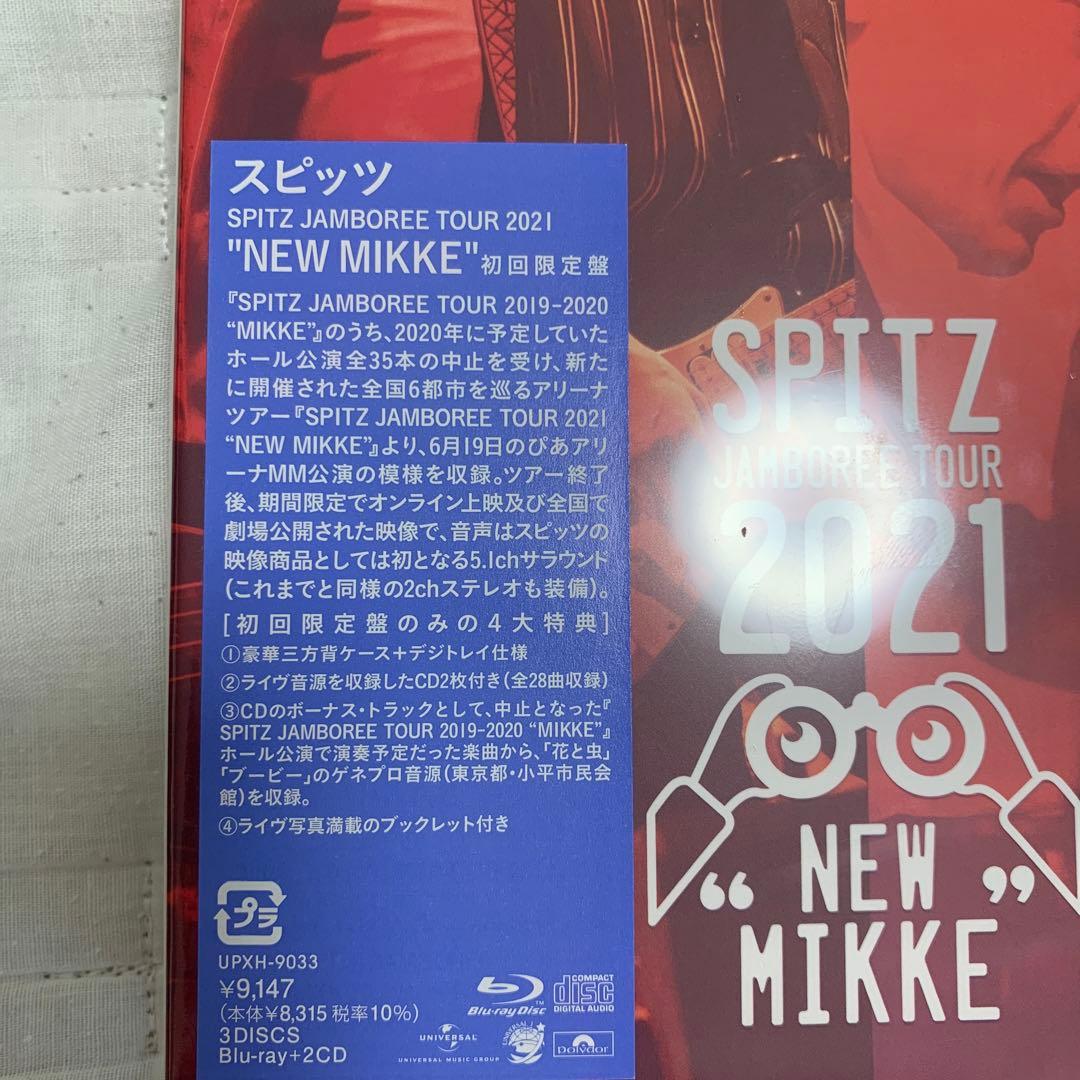 スピッツ
SPITZ JAMBOREE TOUR 2021
"NEW MIKKE"初回限定盤
『SPITZ JAMBOREE TOUR 2019-2020
“MIKKE”』のうち、2020年に予定していた
ホール公演全35本の中止を受け、新た
に開催された全国6都市を巡るアリーナ
ツアー『SPITZ JAMBOREE TOUR 2021
“NEW MIKKE”』より、6月19日のぴあアリ
ーナMM公演の模様を収録。ツアー終了
後、期間限定でオンライン上映及び全国で
劇場公開された映像で、音声はスピッツの
映像商品としては初となる5.1chサラウンド
(これまでと同様の2chステレオも装備)。
[初回限定盤のみの4大特典]
①豪華三方背ケース+デジトレイ仕様
②ライヴ音源を収録したCD2枚付き(全28曲収録)
③CDのボーナス・トラックとして、中止となった『
SPITZ JAMBOREE TOUR 2019-2020 “MIKKE”』
ホール公演で演奏予定だった楽曲から、「花と虫」
「ブービー」のゲネプロ音源(東京都・小平市民会
館)を収録。
④ライヴ写真満載のブックレット付き
プラ
UPXH-9033
¥9,147
(本体¥8,315 税率10%)
3DISCS
Blu-ray+2CD
Blu-ray Disc™
COMPACT
disc
DIGITAL AUDIO
UNIVERSAL
UNIVERSAL MUSIC GROUP
Polydor
SPITZ
JAMBOREE TOUR
2021
“NEW”
MIKKE